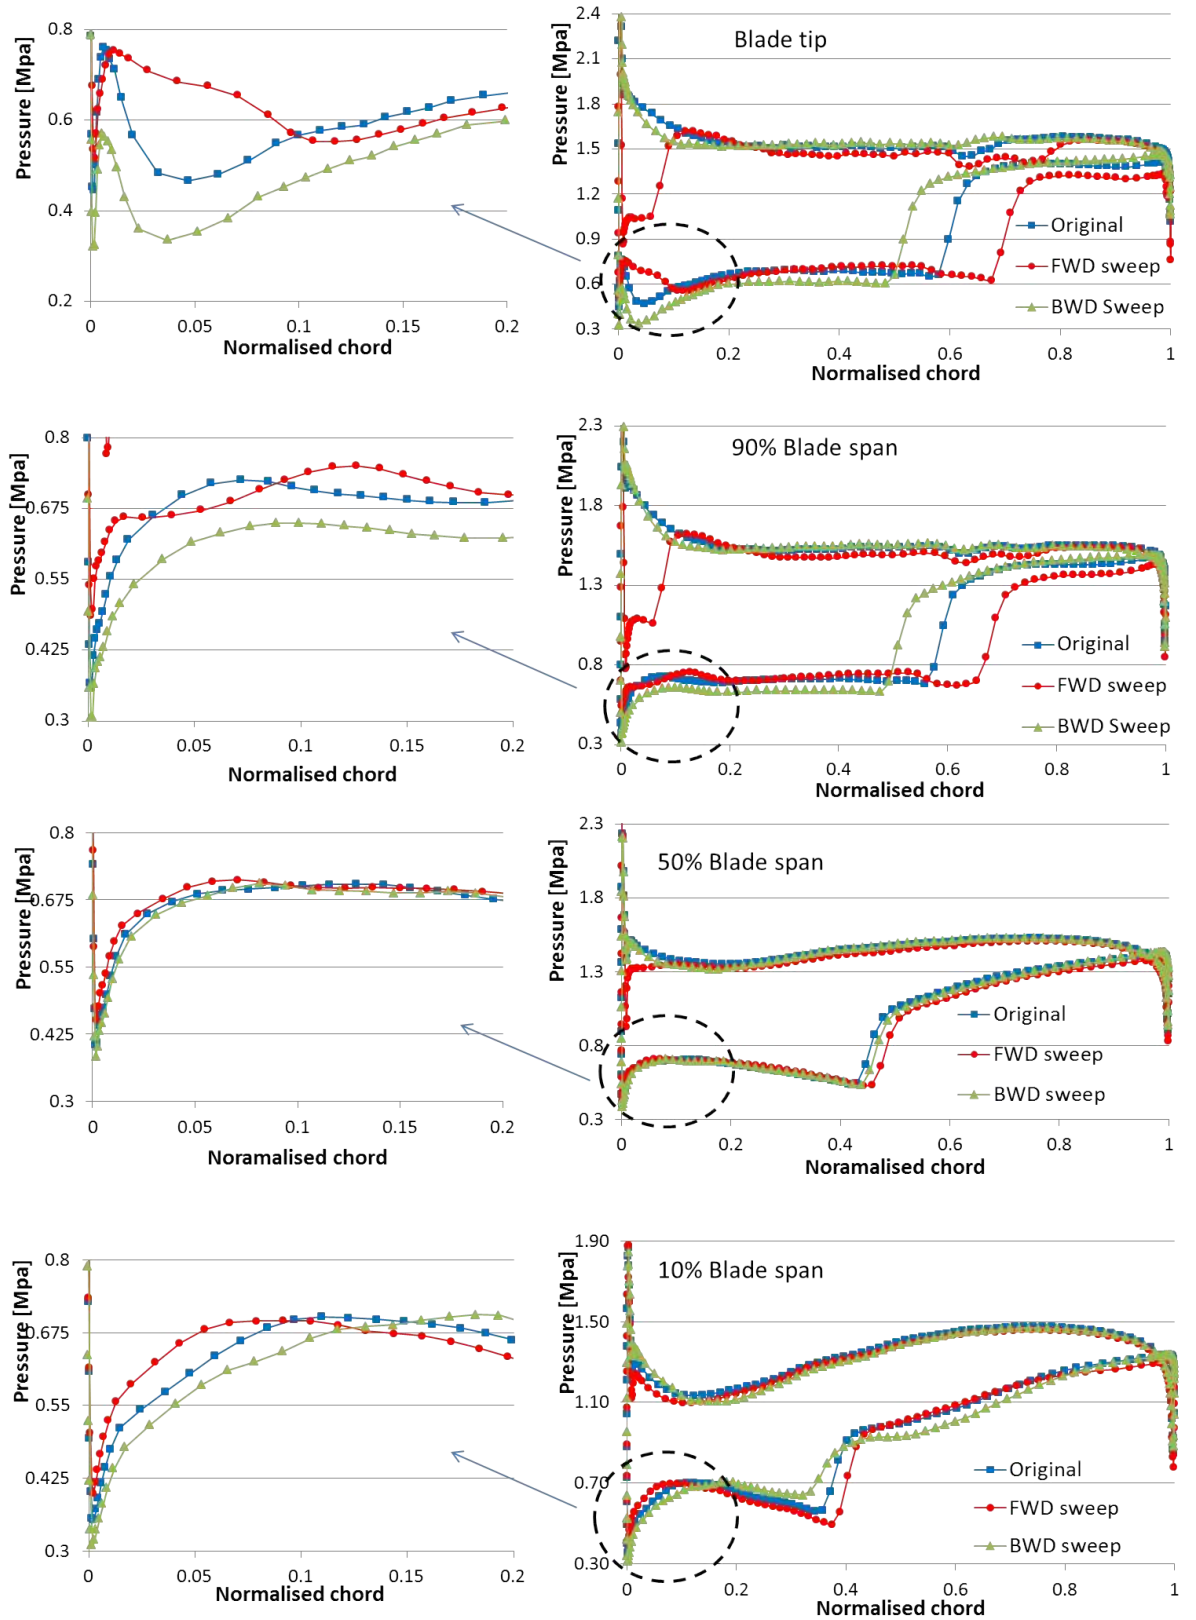 Pressure [Mpa]
0.8
0.6
0.4
0.2
0
0.05
0.1
0.15
0.2
Normalised chord
Pressure [Mpa]
2.4
2.1
1.8
1.5
1.2
0.9
0.6
0.3
Blade tip
Original
FWD sweep
BWD Sweep
0
0.2
0.4
0.6
0.8
1
Normalised chord
Pressure [Mpa]
0.8
0.675
0.55
0.425
0.3
0
0.05
0.1
0.15
0.2
Normalised chord
Pressure [Mpa]
2.3
1.8
1.3
0.8
0.3
90% Blade span
Original
FWD sweep
BWD Sweep
0
0.2
0.4
0.6
0.8
1
Normalised chord
Pressure [Mpa]
0.8
0.675
0.55
0.425
0.3
0
0.05
0.1
0.15
0.2
Noramalised chord
Pressure [Mpa]
2.3
1.8
1.3
0.8
0.3
50% Blade span
Original
FWD sweep
BWD sweep
0
0.2
0.4
0.6
0.8
1
Noramalised chord
Pressure [Mpa]
0.8
0.675
0.55
0.425
0.3
0
0.05
0.1
0.15
0.2
Normalised chord
Pressure [Mpa]
1.90
1.50
1.10
0.70
0.30
10% Blade span
Original
FWD sweep
BWD sweep
0
0.2
0.4
0.6
0.8
1
Normalised chord